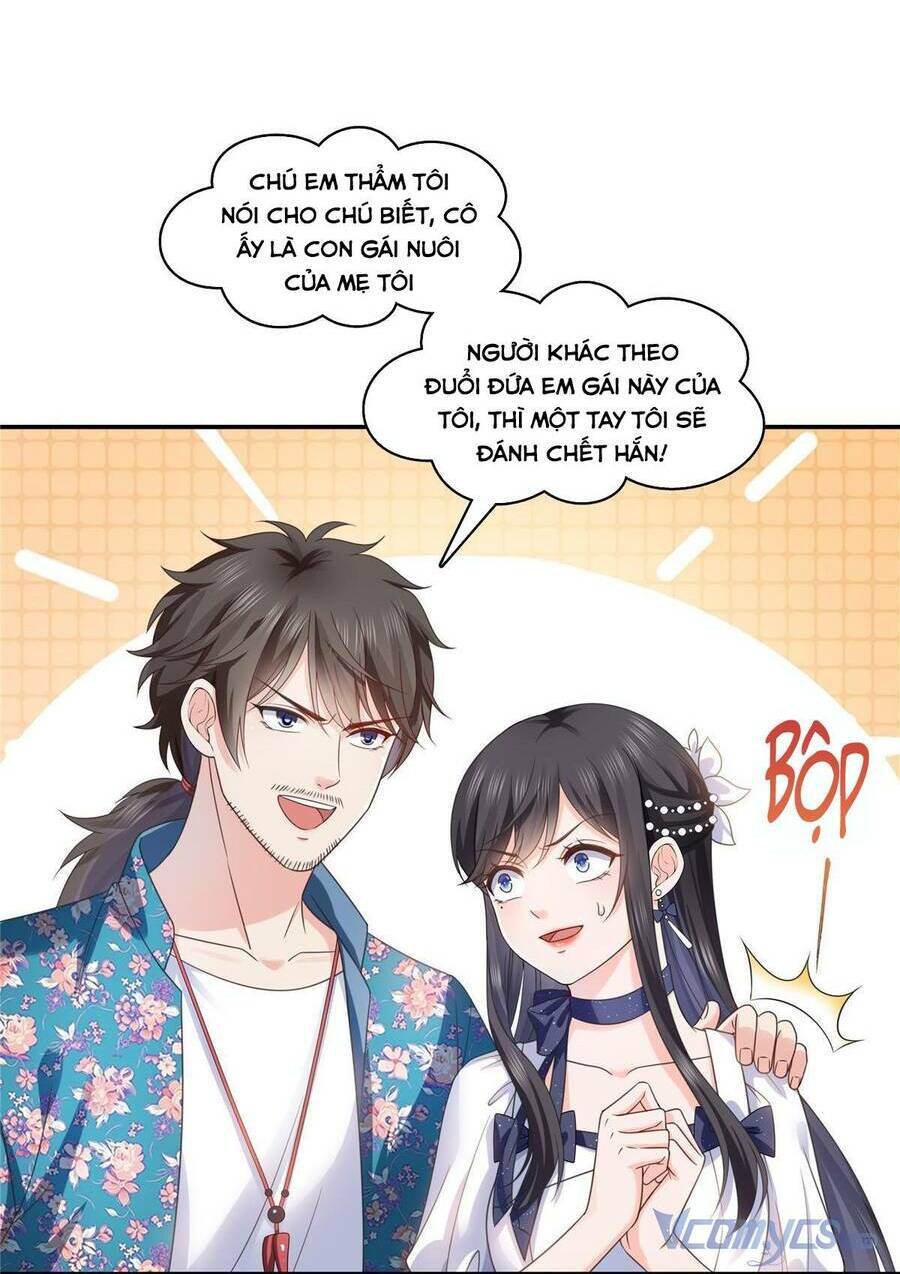 CHÚ EM THẨM TÔI
NÓI CHO CHÚ BIẾT, CÔ
ẤY LÀ CON GÁI NUÔI
CỦA MẸ TÔI
NGƯỜI KHÁC THEO
ĐUỔI ĐỨA EM GÁI NÀY CỦA
TÔI, THÌ MỘT TAY TÔI SẼ
ĐÁNH CHẾT HẮN!
BỘP
VCOMYCS